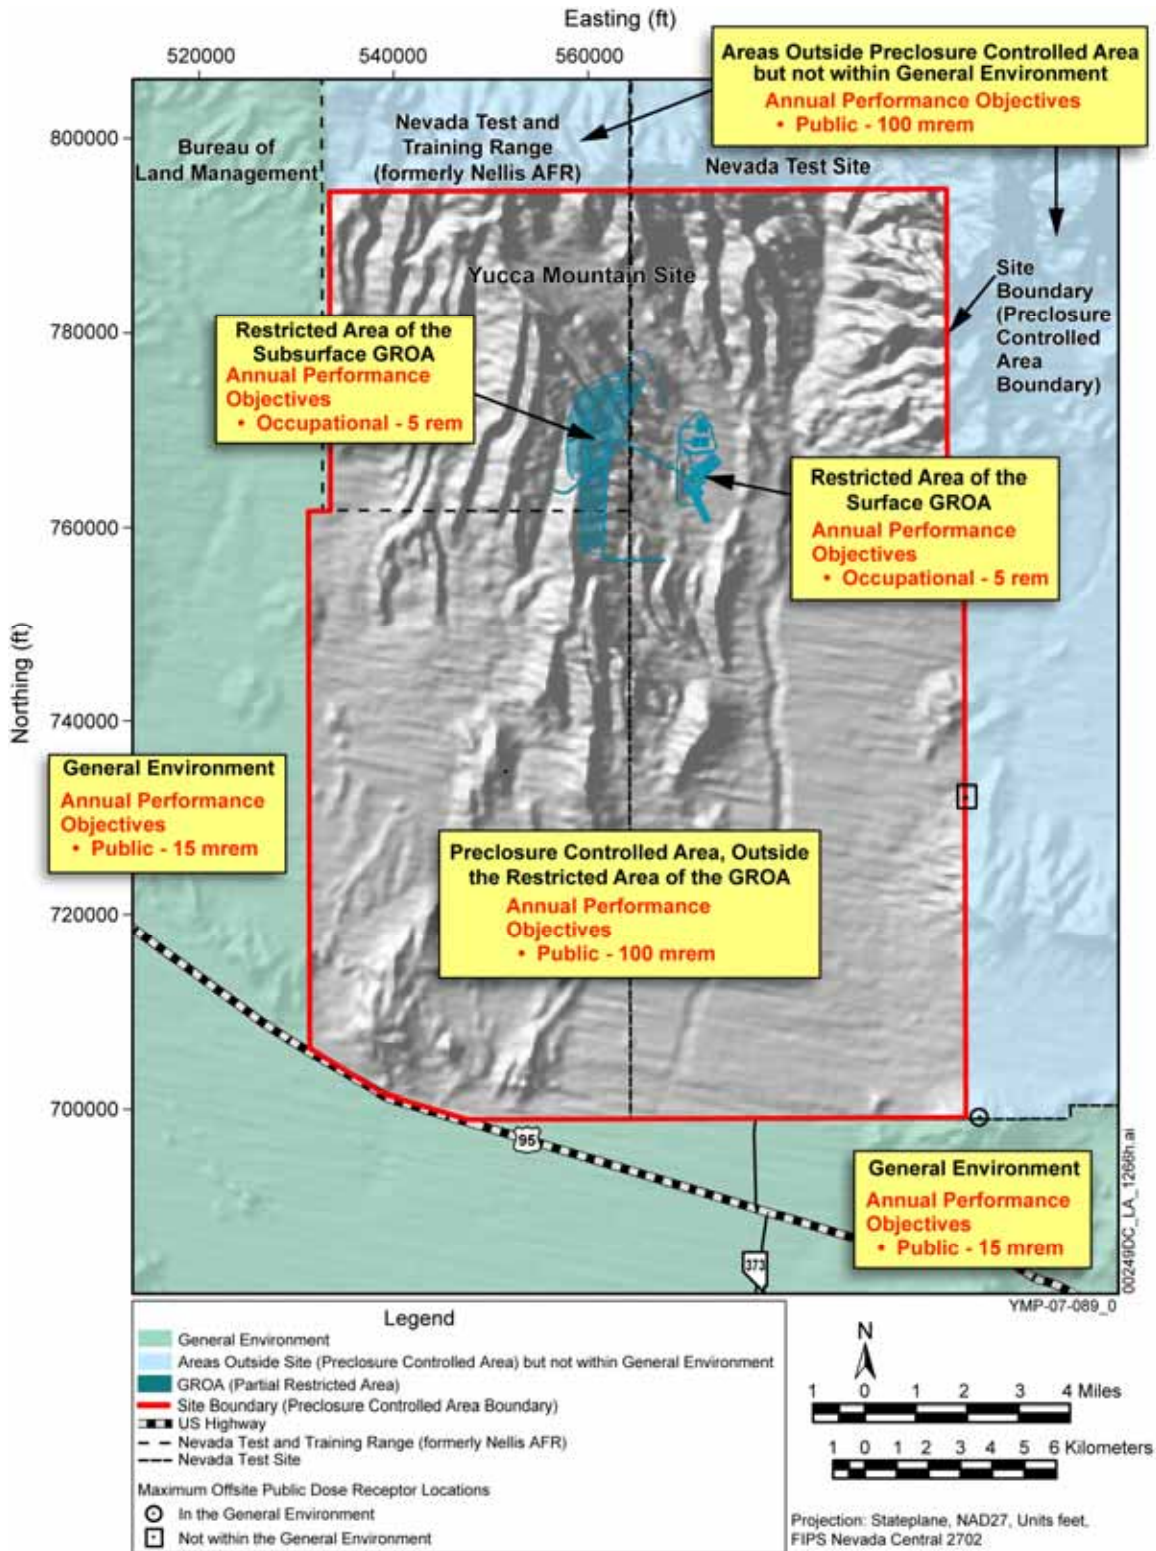 Easting (ft)
520000
540000
560000
Areas Outside Preclosure Controlled Area
but not within General Environment
Annual Performance Objectives
• Public - 100 mrem
800000
780000
760000
740000
720000
700000
Northing (ft)
Bureau of
Land Management
Nevada Test and
Training Range
(formerly Nellis AFR)
Nevada Test Site
Yucca Mountain Site
Site
Boundary
(Preclosure
Controlled
Area
Boundary)
Restricted Area of the
Subsurface GROA
Annual Performance
Objectives
• Occupational - 5 rem
Restricted Area of the
Surface GROA
Annual Performance
Objectives
• Occupational - 5 rem
General Environment
Annual Performance
Objectives
• Public - 15 mrem
Preclosure Controlled Area, Outside
the Restricted Area of the GROA
Annual Performance
Objectives
• Public - 100 mrem
95
373
General Environment
Annual Performance
Objectives
• Public - 15 mrem
00249DC_LA_1266h.ai
YMP-07-089_0
Legend
General Environment
Areas Outside Site (Preclosure Controlled Area) but not within General Environment
GROA (Partial Restricted Area)
Site Boundary (Preclosure Controlled Area Boundary)
US Highway
Nevada Test and Training Range (formerly Nellis AFR)
Nevada Test Site
Maximum Offsite Public Dose Receptor Locations
In the General Environment
Not within the General Environment
N
1 0 1 2 3 4 Miles
1 0 1 2 3 4 5 6 Kilometers
Projection: Stateplane, NAD27, Units feet,
FIPS Nevada Central 2702